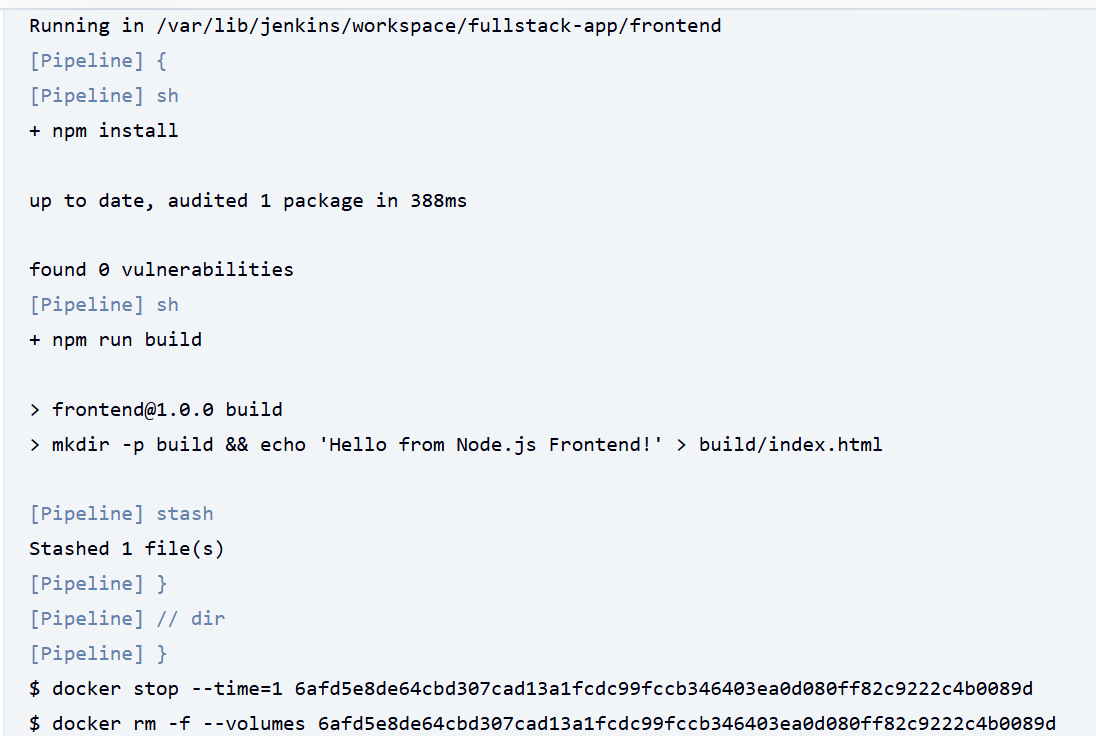 Running in /var/lib/jenkins/workspace/fullstack-app/frontend
[Pipeline] {
[Pipeline] sh
+ npm install
up to date, audited 1 package in 388ms
found 0 vulnerabilities
[Pipeline] sh
+ npm run build
> frontend@1.0.0 build
> mkdir -p build && echo 'Hello from Node.js Frontend!' > build/index.html
[Pipeline] stash
Stashed 1 file(s)
[Pipeline] }
[Pipeline] // dir
[Pipeline] }
$ docker stop --time=1 6afd5e8de64cbd307cad13a1fcdc99fccb346403ea0d080ff82c9222c4b0089d
$ docker rm -f --volumes 6afd5e8de64cbd307cad13a1fcdc99fccb346403ea0d080ff82c9222c4b0089d